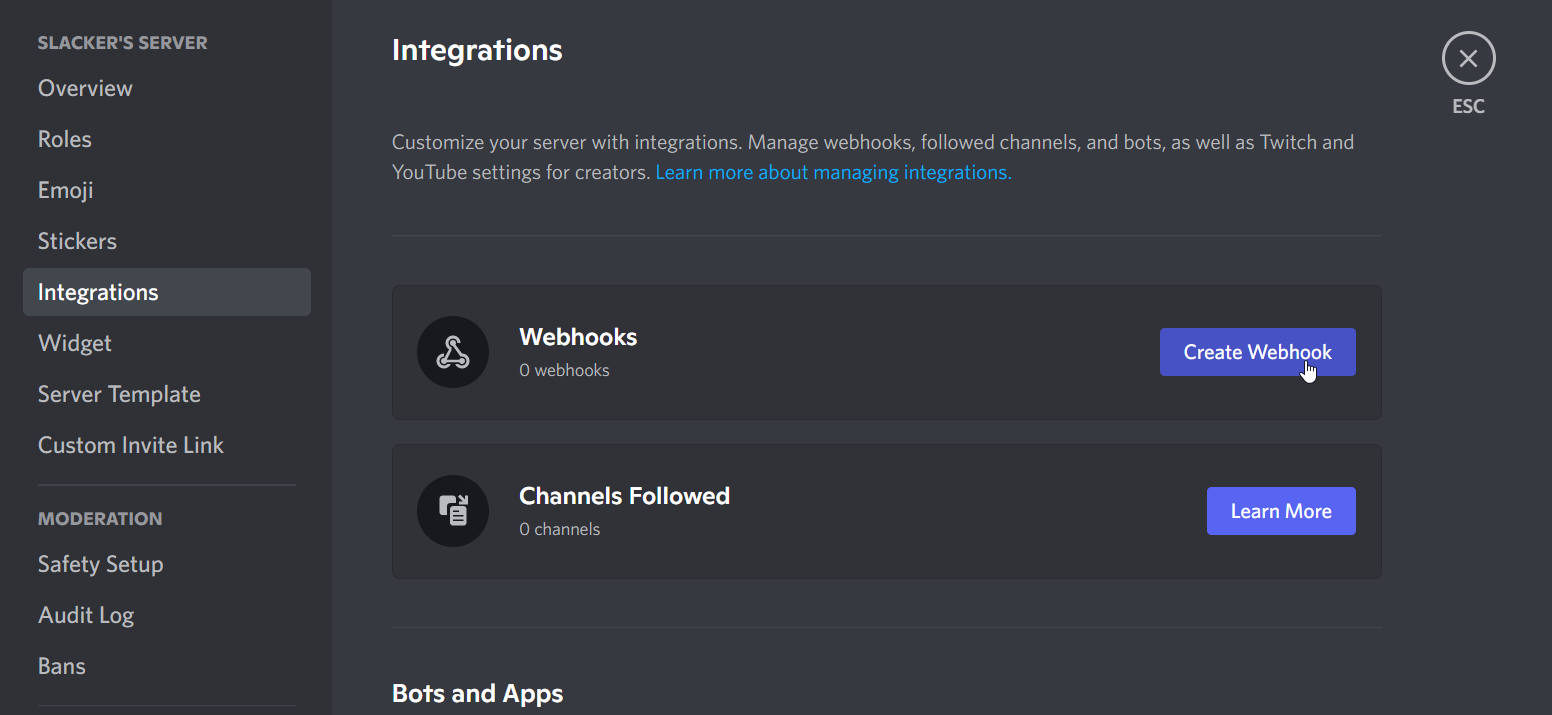 SLACKER'S SERVER
Overview
Roles
Emoji
Stickers
Integrations
Widget
Server Template
Custom Invite Link
MODERATION
Safety Setup
Audit Log
Bans
Integrations
ESC
Customize your server with integrations. Manage webhooks, followed channels, and bots, as well as Twitch and
YouTube settings for creators. Learn more about managing integrations.
Webhooks
0 webhooks
Create Webhook
Channels Followed
0 channels
Learn More
Bots and Apps